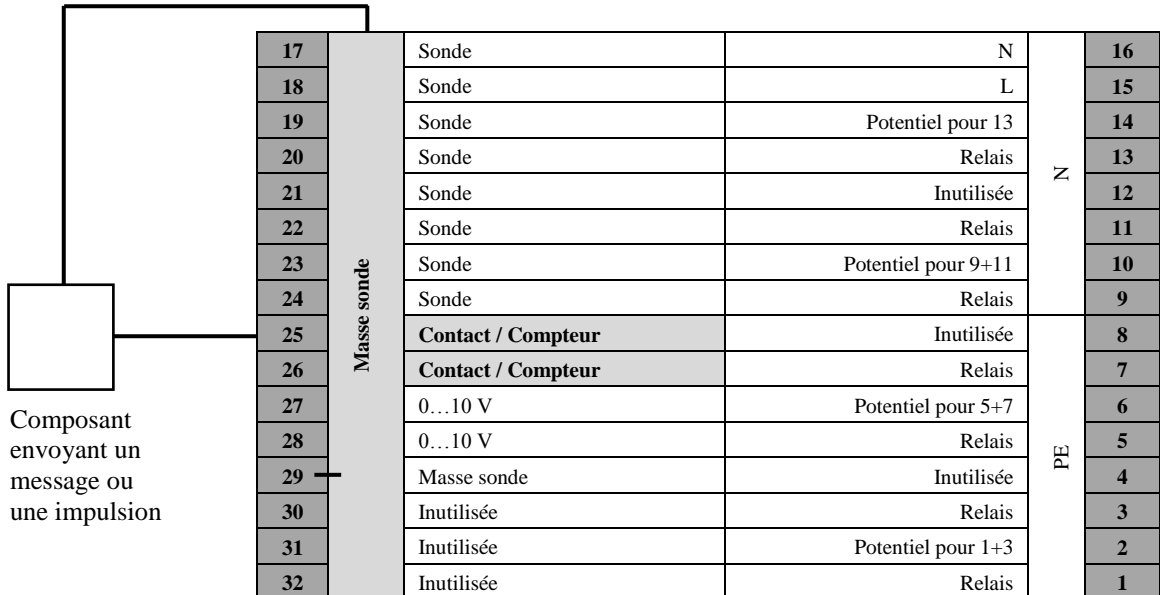 17 Sonde N 16
18 Sonde L 15
19 Sonde Potentiel pour 13 14
20 Sonde Relais 13
N
21 Sonde Inutilisée 12
22 Sonde Relais 11
23 Sonde Potentiel pour 9+11 10
24 Sonde Relais 9
Masse sonde
25 Contact / Compteur Inutilisée 8
26 Contact / Compteur Relais 7
27 0…10 V Potentiel pour 5+7 6
28 0…10 V Relais 5
PE
29 Masse sonde Inutilisée 4
30 Inutilisée Relais 3
31 Inutilisée Potentiel pour 1+3 2
32 Inutilisée Relais 1
Composant
envoyant un
message ou
une impulsion